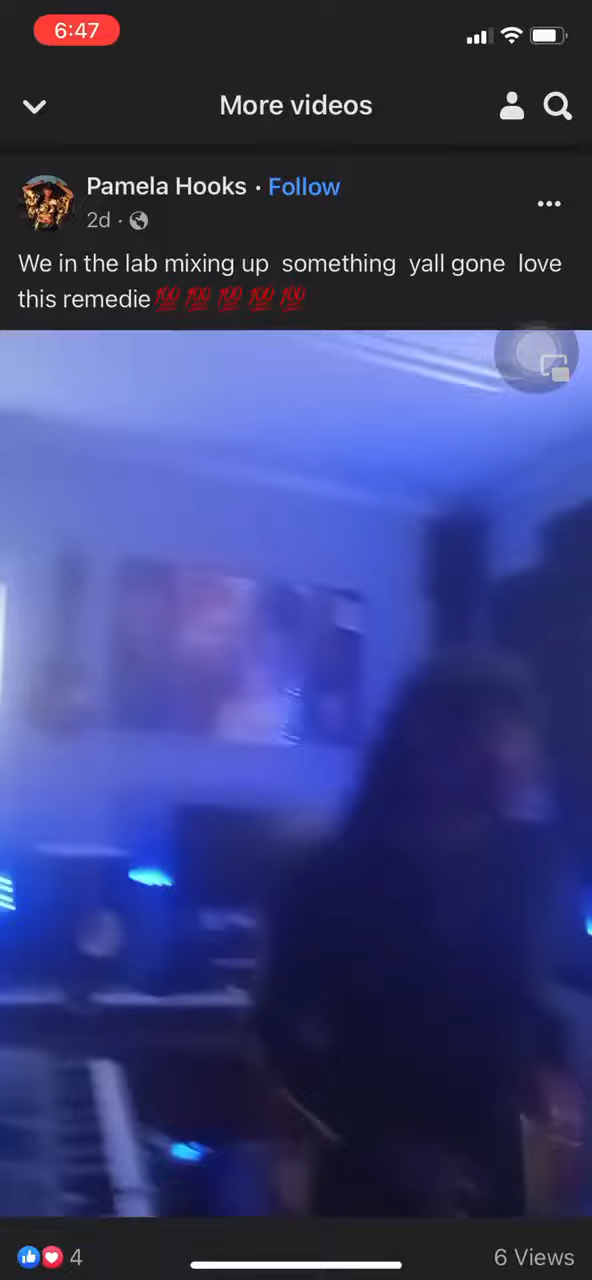 6:47
More videos
Pamela Hooks · Follow
2d ·
We in the lab mixing up something yall gone love
this remedie💯💯💯💯💯
4
6 Views